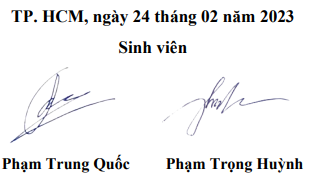 TP. HCM, ngày 24 tháng 02 năm 2023
Sinh viên
Phạm Trung Quốc Phạm Trọng Huỳnh